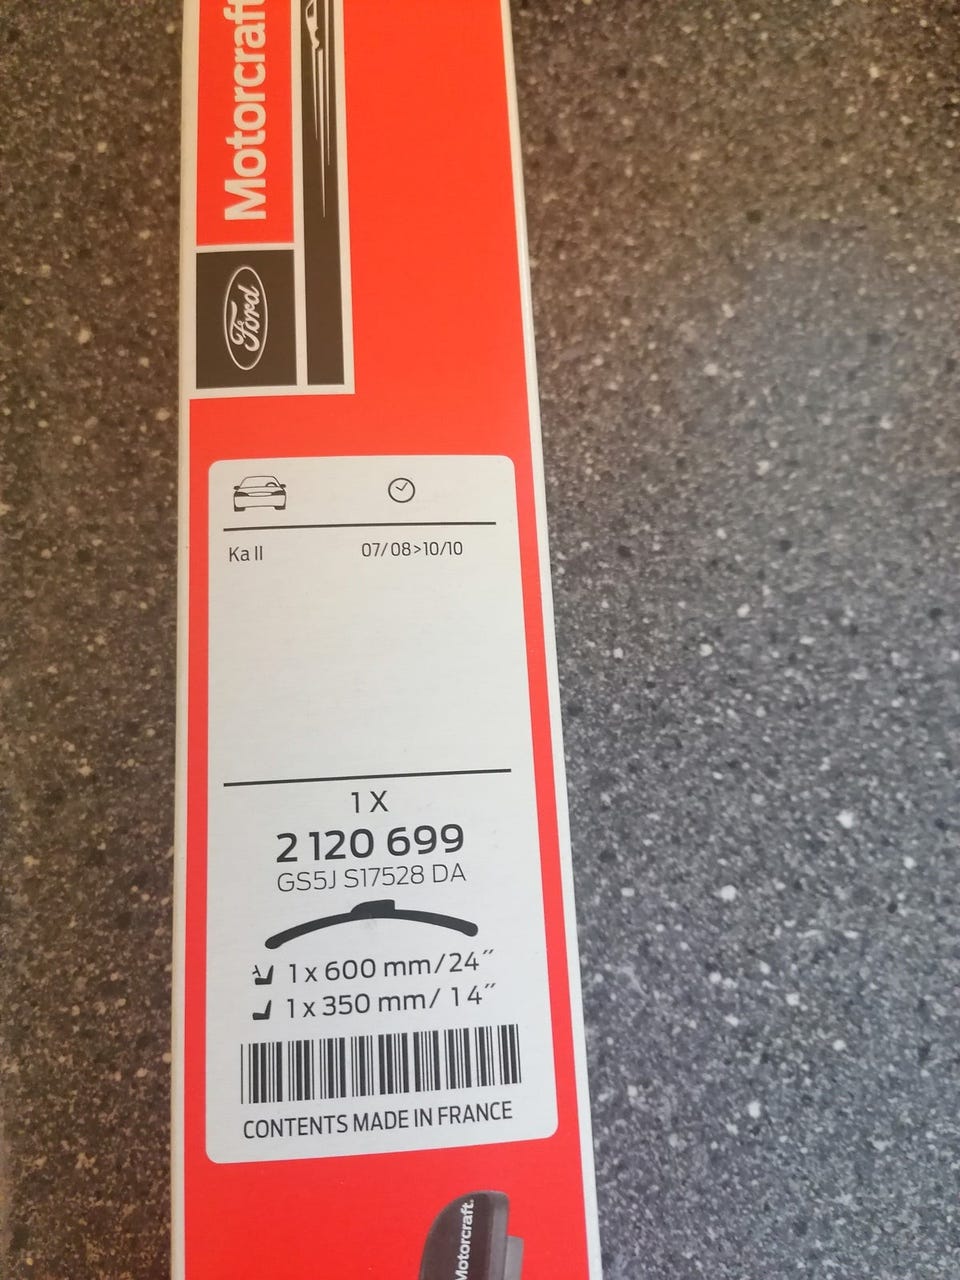 Motorcraft
Ford
Ka II 07/08>10/10
1 X
2 120 699
GS5J S17528 DA
1 x 600 mm/24″
1 x 350 mm/ 14″
CONTENTS MADE IN FRANCE
Motorcraft.